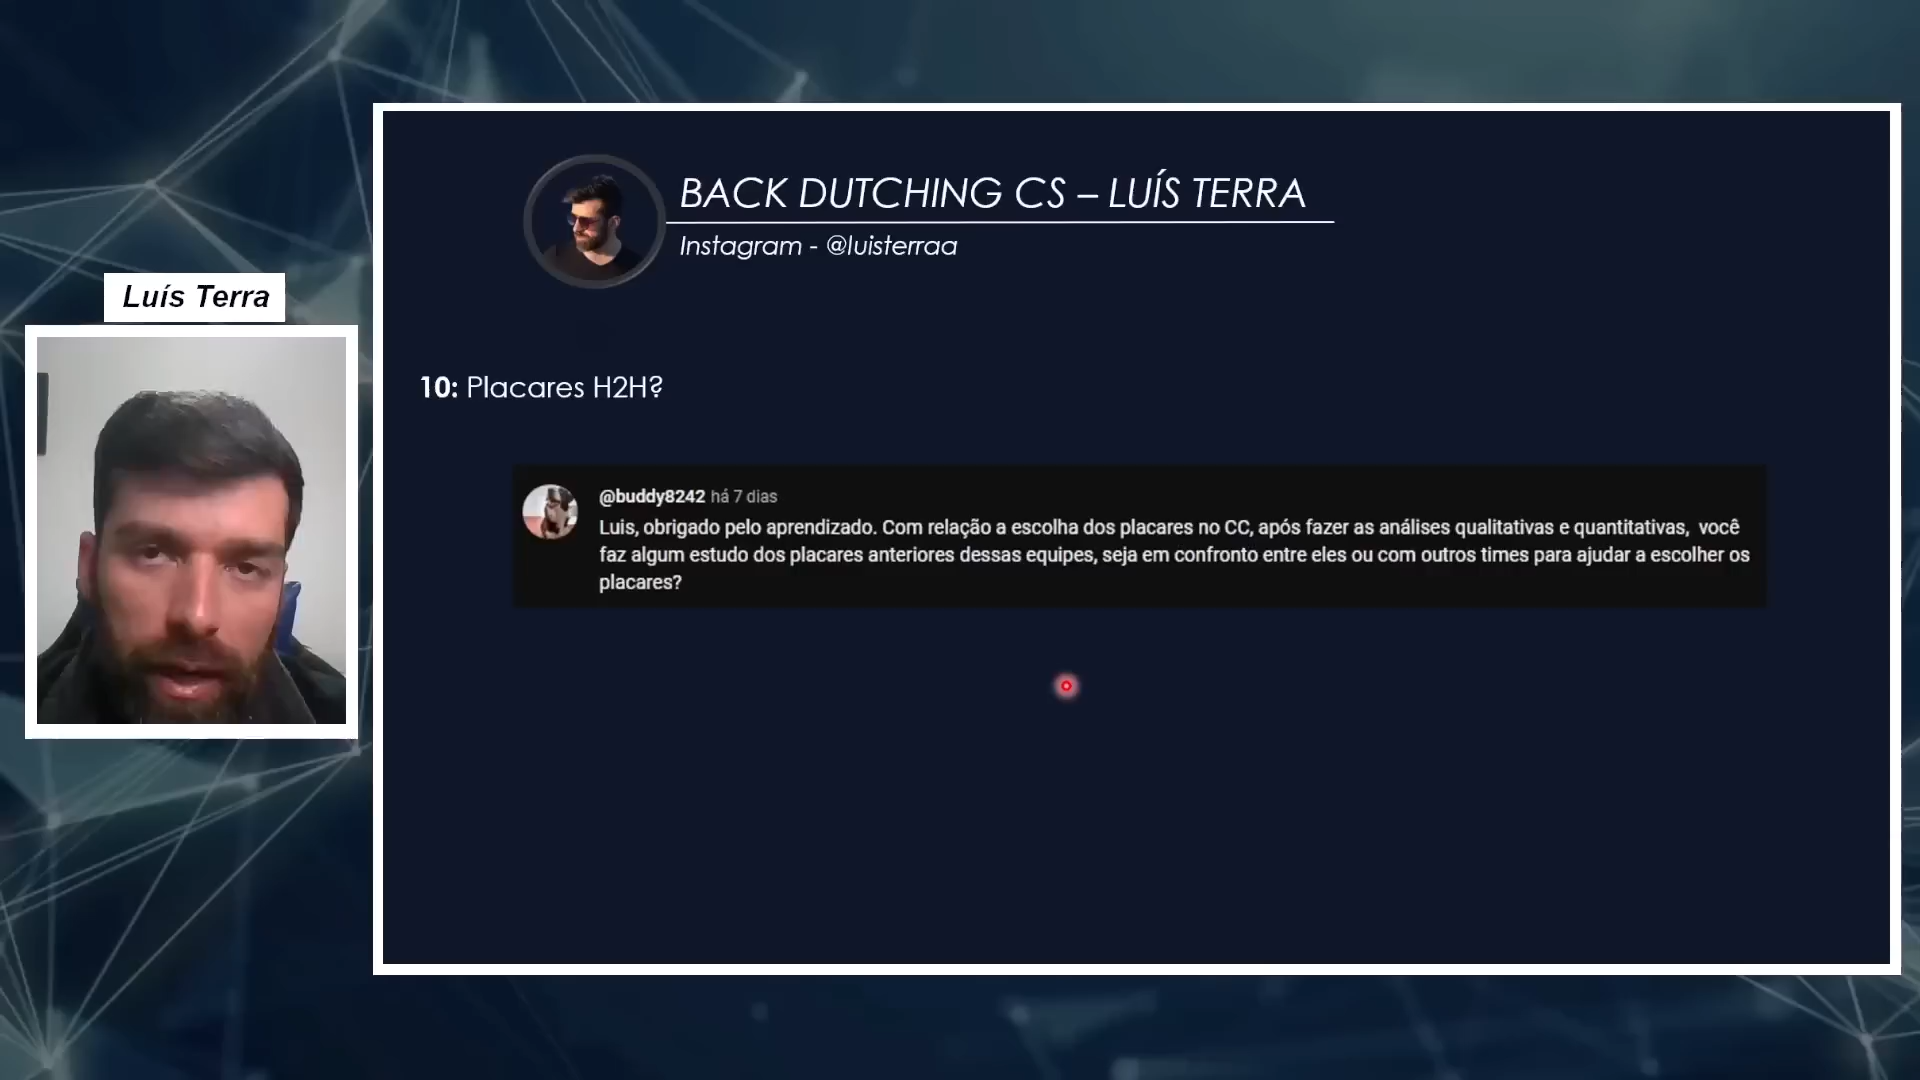 BACK DUTCHING CS – LUÍS TERRA
Instagram - @luisterraa
Luís Terra
10: Placares H2H?
@buddy8242 há 7 dias
Luis, obrigado pelo aprendizado. Com relação a escolha dos placares no CC, após fazer as análises qualitativas e quantitativas, você
faz algum estudo dos placares anteriores dessas equipes, seja em confronto entre eles ou com outros times para ajudar a escolher os
placares?